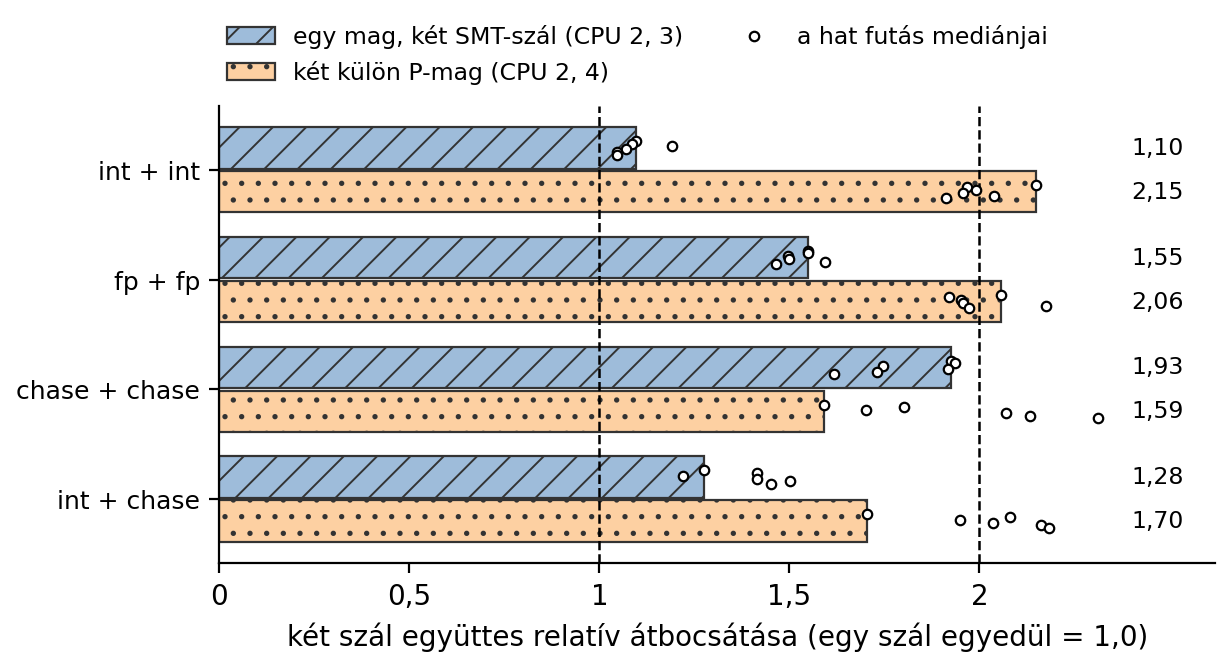 egy mag, két SMT-szál (CPU 2, 3)
a hat futás mediánjai
két külön P-mag (CPU 2, 4)
int + int
1,10
2,15
fp + fp
1,55
2,06
chase + chase
1,93
1,59
int + chase
1,28
1,70
0
0,5
1
1,5
2
két szál együttes relatív átbocsátása (egy szál egyedül = 1,0)